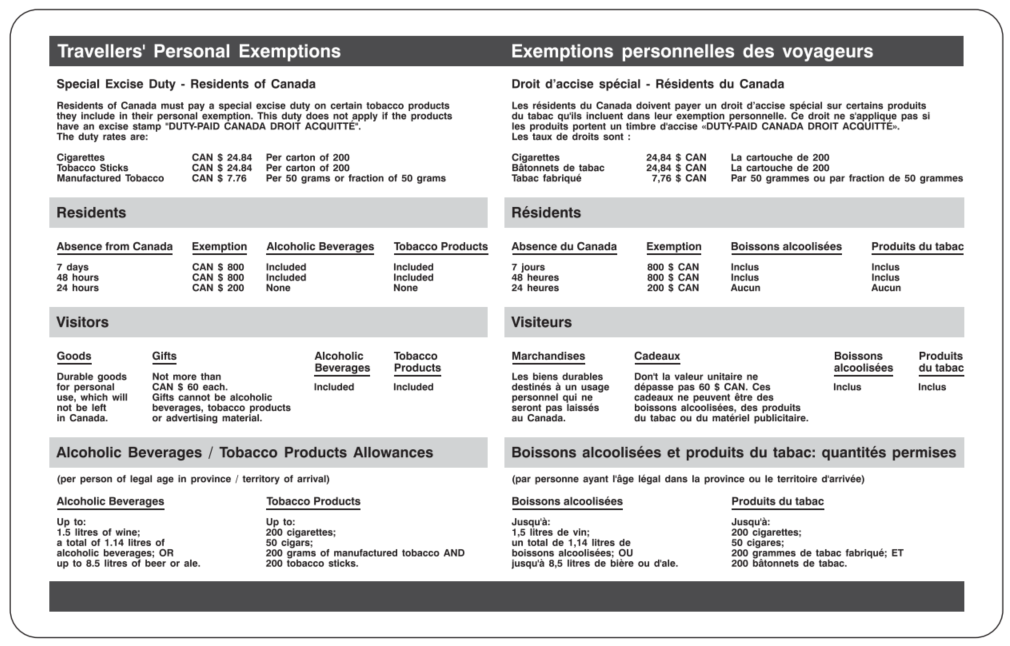 Travellers' Personal Exemptions
Special Excise Duty - Residents of Canada
Residents of Canada must pay a special excise duty on certain tobacco products
they include in their personal exemption. This duty does not apply if the products
have an excise stamp "DUTY-PAID CANADA DROIT ACQUITTÉ".
The duty rates are:
Cigarettes CAN $ 24.84 Per carton of 200
Tobacco Sticks CAN $ 24.84 Per carton of 200
Manufactured Tobacco CAN $ 7.76 Per 50 grams or fraction of 50 grams
Residents
Absence from Canada Exemption Alcoholic Beverages Tobacco Products
7 days CAN $ 800 Included Included
48 hours CAN $ 800 Included Included
24 hours CAN $ 200 None None
Visitors
Goods
Durable goods
for personal
use, which will
not be left
in Canada.
Gifts
Not more than
CAN $ 60 each.
Gifts cannot be alcoholic
beverages, tobacco products
or advertising material.
Alcoholic
Beverages
Included
Tobacco
Products
Included
Alcoholic Beverages / Tobacco Products Allowances
(per person of legal age in province / territory of arrival)
Alcoholic Beverages
Up to:
1.5 litres of wine;
a total of 1.14 litres of
alcoholic beverages; OR
up to 8.5 litres of beer or ale.
Tobacco Products
Up to:
200 cigarettes;
50 cigars;
200 grams of manufactured tobacco AND
200 tobacco sticks.
Exemptions personnelles des voyageurs
Droit d'accise spécial - Résidents du Canada
Les résidents du Canada doivent payer un droit d'accise spécial sur certains produits
du tabac qu'ils incluent dans leur exemption personnelle. Ce droit ne s'applique pas si
les produits portent un timbre d'accise «DUTY-PAID CANADA DROIT ACQUITTÉ».
Les taux de droits sont :
Cigarettes 24,84 $ CAN La cartouche de 200
Bâtonnets de tabac 24,84 $ CAN La cartouche de 200
Tabac fabriqué 7,76 $ CAN Par 50 grammes ou par fraction de 50 grammes
Résidents
Absence du Canada Exemption Boissons alcoolisées Produits du tabac
7 jours 800 $ CAN Inclus Inclus
48 heures 800 $ CAN Inclus Inclus
24 heures 200 $ CAN Aucun Aucun
Visiteurs
Marchandises
Les biens durables
destinés à un usage
personnel qui ne
seront pas laissés
au Canada.
Cadeaux
Don't la valeur unitaire ne
dépasse pas 60 $ CAN. Ces
cadeaux ne peuvent être des
boissons alcoolisées, des produits
du tabac ou du matériel publicitaire.
Boissons
alcoolisées
Inclus
Produits
du tabac
Inclus
Boissons alcoolisées et produits du tabac: quantités permises
(par personne ayant l'âge légal dans la province ou le territoire d'arrivée)
Boissons alcoolisées
Jusqu'à:
1,5 litres de vin;
un total de 1,14 litres de
boissons alcoolisées; OU
jusqu'à 8,5 litres de bière ou d'ale.
Produits du tabac
Jusqu'à:
200 cigarettes;
50 cigares;
200 grammes de tabac fabriqué; ET
200 bâtonnets de tabac.